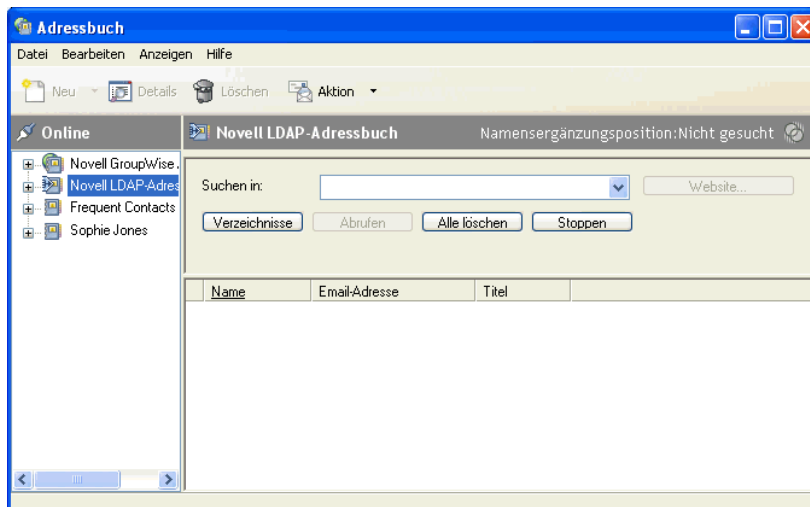 Adressbuch
Datei Bearbeiten Anzeigen Hilfe
Neu Details Löschen Aktion
Online
Novell LDAP-Adressbuch Namensergänzungsposition:Nicht gesucht
Novell GroupWise.
Novell LDAP-Adres
Frequent Contacts
Sophie Jones
Suchen in: Website...
Verzeichnisse Abrufen Alle löschen Stoppen
Name Email-Adresse Titel